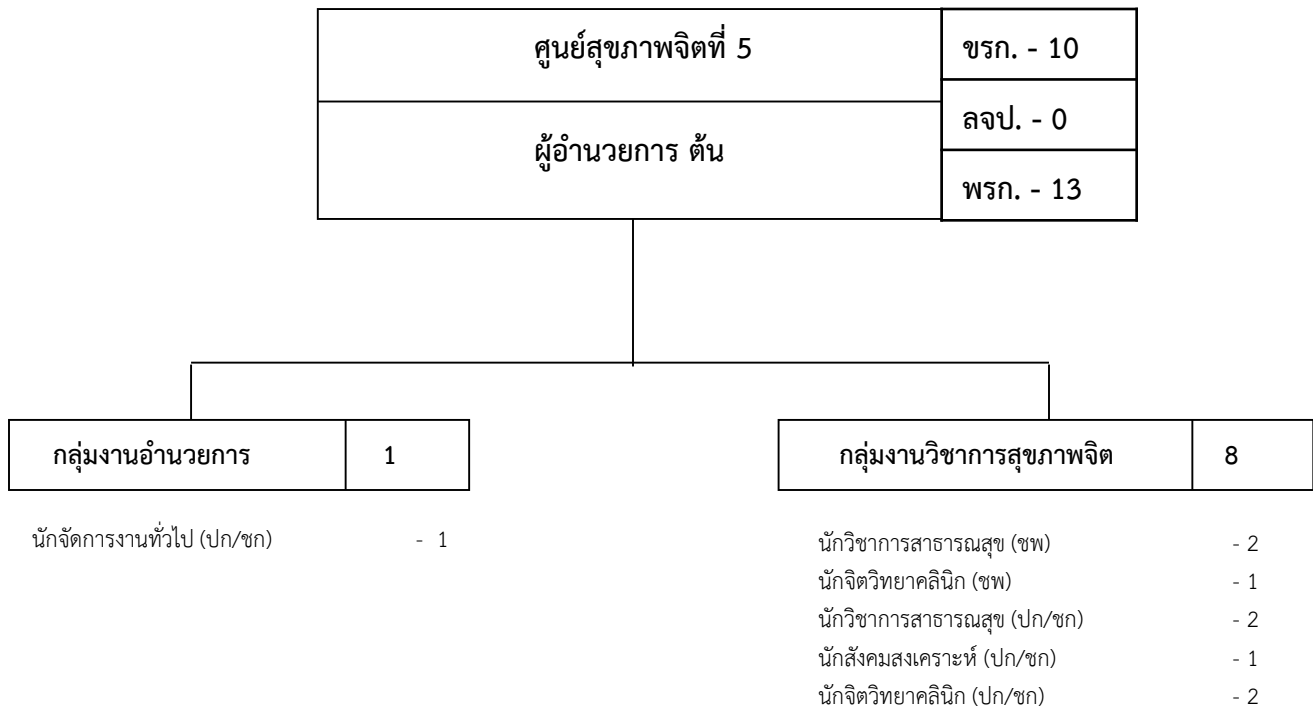 ศูนย์สุขภาพจิตที่ 5
ขรก. - 10
ผู้อำนวยการ ต้น
ลจป. - 0
พรก. - 13
กลุ่มงานอำนวยการ 1
นักจัดการงานทั่วไป (ปก/ชก) - 1
กลุ่มงานวิชาการสุขภาพจิต 8
นักวิชาการสาธารณสุข (ชพ) - 2
นักจิตวิทยาคลินิก (ชพ) - 1
นักวิชาการสาธารณสุข (ปก/ชก) - 2
นักสังคมสงเคราะห์ (ปก/ชก) - 1
นักจิตวิทยาคลินิก (ปก/ชก) - 2